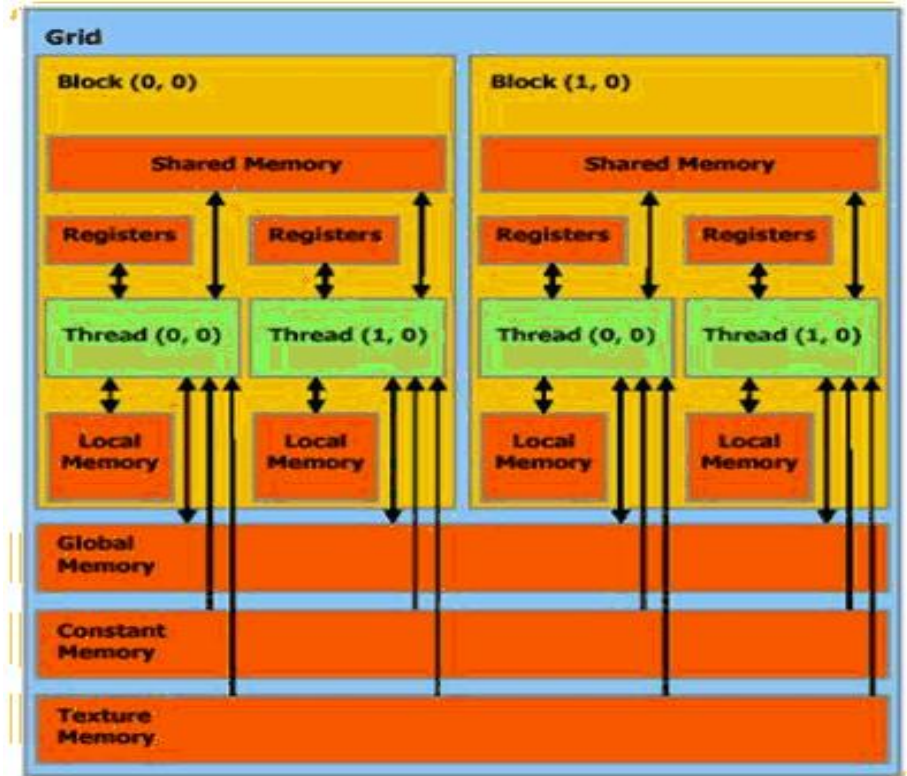 Grid
Block (0, 0)
Shared Memory
Registers
Registers
Thread (0, 0)
Thread (1, 0)
Local
Memory
Local
Memory
Block (1, 0)
Shared Memory
Registers
Registers
Thread (0, 0)
Thread (1, 0)
Local
Memory
Local
Memory
Global
Memory
Constant
Memory
Texture
Memory